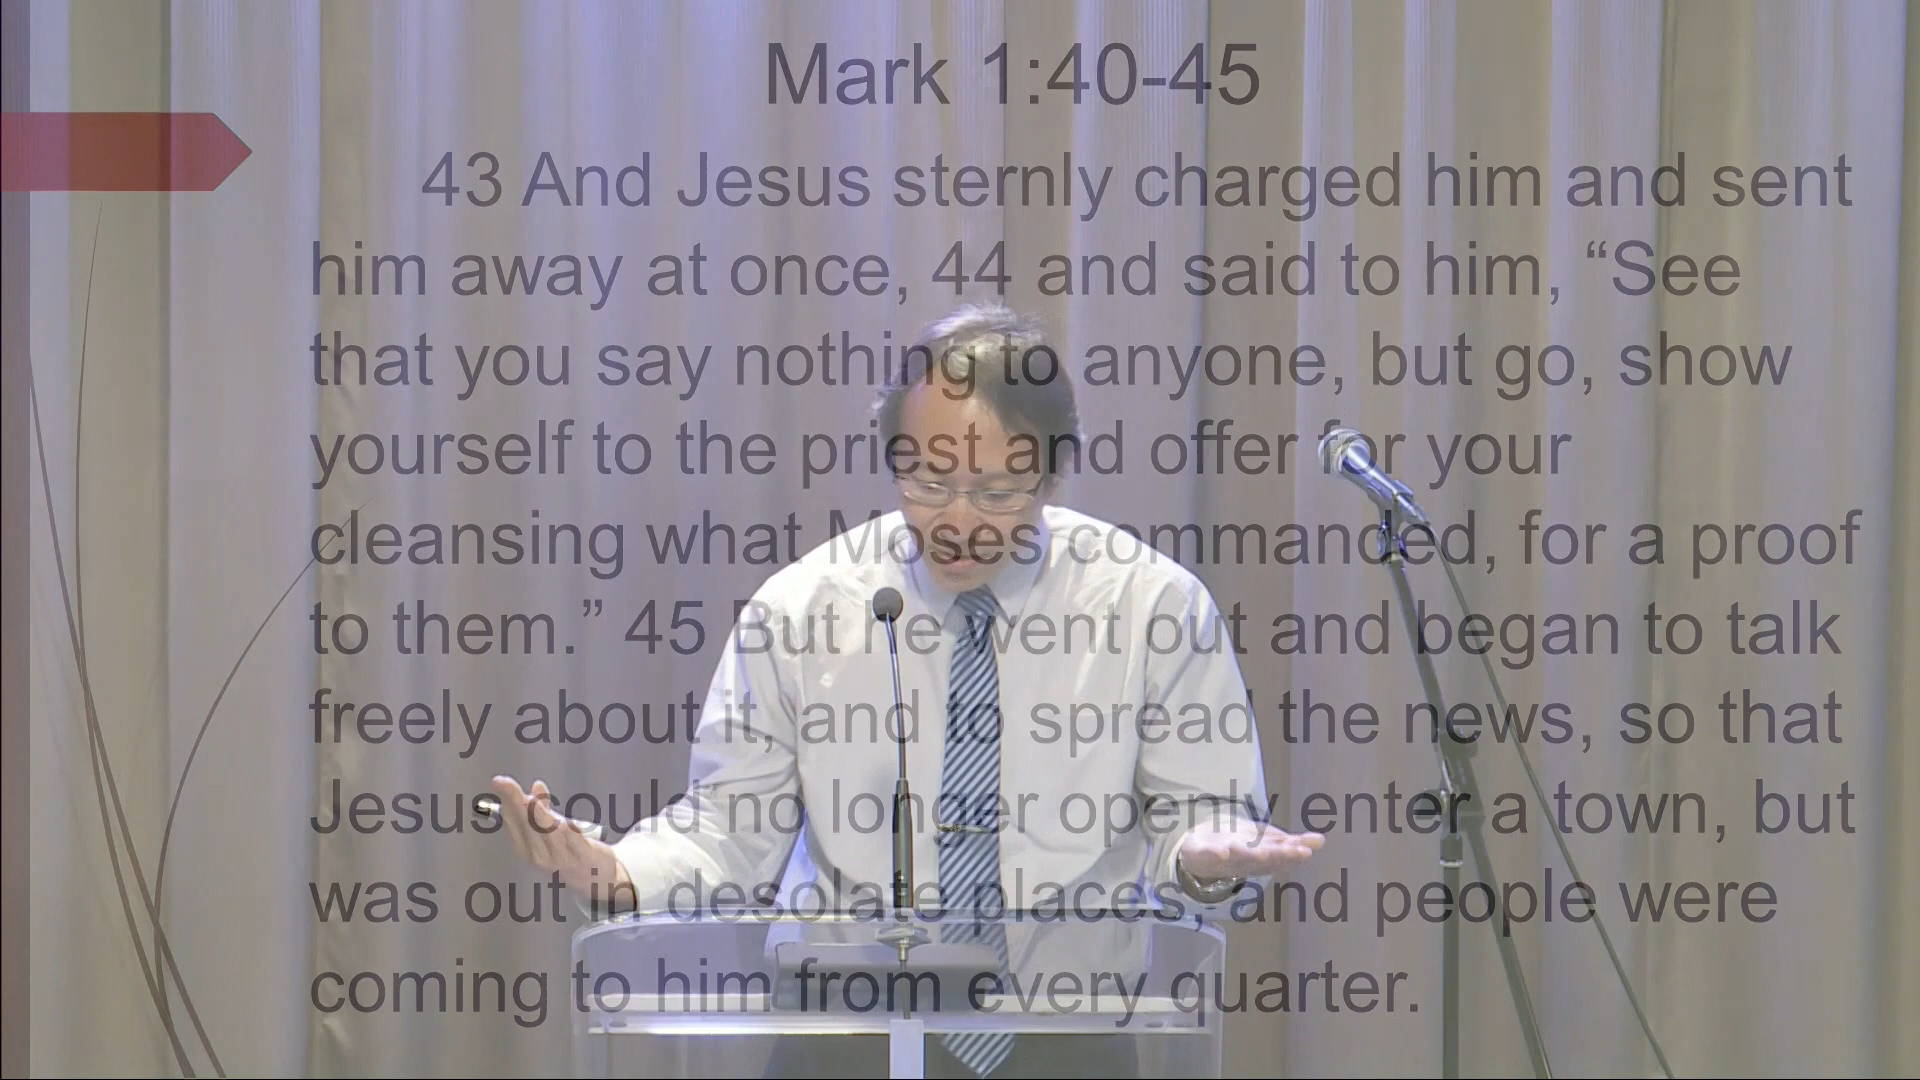 Mark 1:40-45
43 And Jesus sternly charged him and sent
him away at once, 44 and said to him, “See
that you say nothing to anyone, but go, show
yourself to the priest and offer for your
cleansing what Moses commanded, for a proof
to them.” 45 But he went out and began to talk
freely about it, and to spread the news, so that
Jesus could no longer openly enter a town, but
was out in desolate places, and people were
coming to him from every quarter.